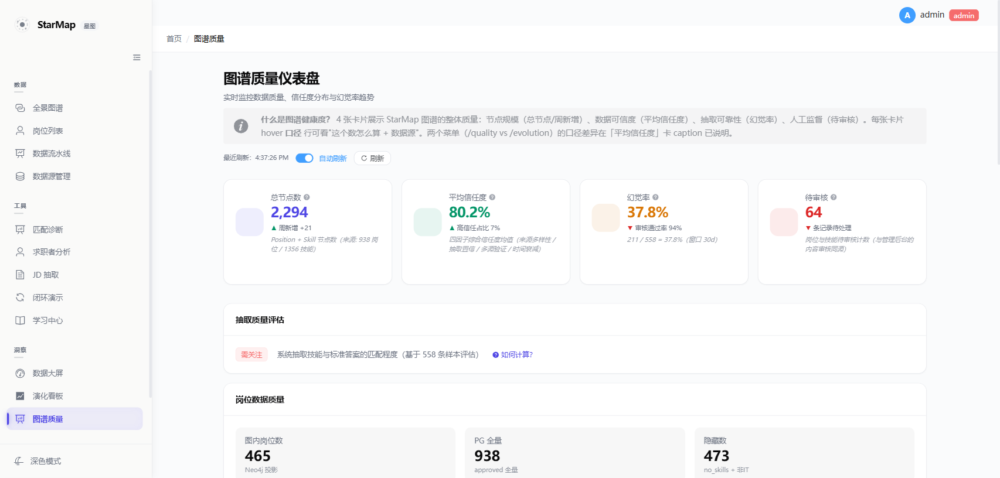 StarMap 星图
A admin admin
首页 / 图谱质量
数据
全景图谱
岗位列表
数据流水线
数据源管理
工具
匹配诊断
求职者分析
JD 抽取
闭环演示
学习中心
洞察
数据大屏
演化看板
图谱质量
深色模式
图谱质量仪表盘
实时监控数据质量、信任度分布与幻觉率趋势
什么是图谱健康度？ 4 张卡片展示 StarMap 图谱的整体质量：节点规模（总节点/周新增）、数据可信度（平均信任度）、抽取可靠性（幻觉率）、人工监督（待审核）。每张卡片
hover 口径 行可看"这个数怎么算 + 数据源"。两个菜单（/quality vs /evolution）的口径差异在「平均信任度」卡 caption 已说明。
最近刷新：4:37:26 PM 自动刷新 刷新
总节点数
2,294
▲ 周新增 +21
Position + Skill 节点数（来源: 938 岗
位 / 1356 技能）
平均信任度
80.2%
▲ 高信任占比 7%
四因子综合信任度均值（来源多样性 /
抽取置信 / 多源验证 / 时间衰减）
幻觉率
37.8%
▼ 审核通过率 94%
211 / 558 = 37.8%（窗口 30d）
待审核
64
▼ 条记录待处理
岗位与技能待审核计数（与管理后台的
内容审核同源）
抽取质量评估
需关注 系统抽取技能与标准答案的匹配程度（基于 558 条样本评估） 如何计算?
岗位数据质量
图内岗位数
465
Neo4j 投影
PG 全量
938
approved 全量
隐藏数
473
no_skills + 非IT